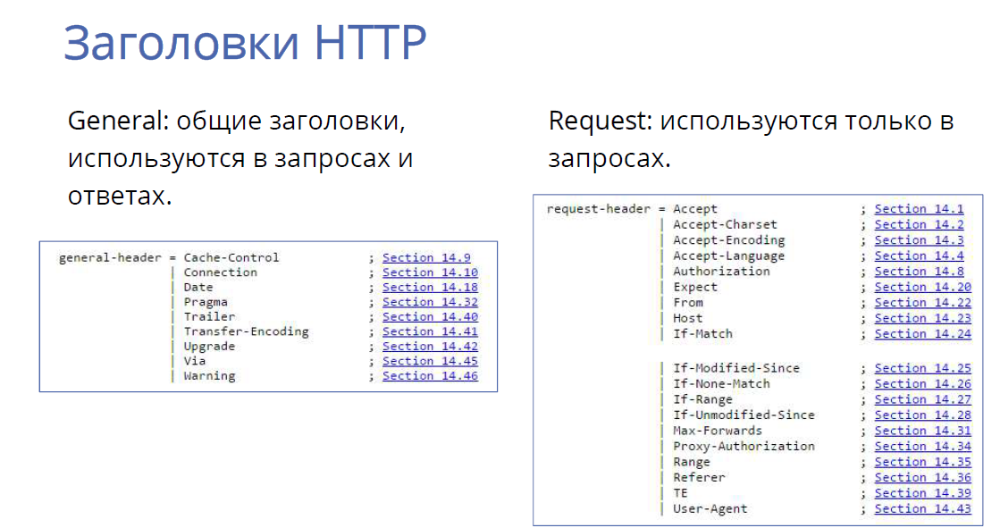 Заголовки HTTP
General: общие заголовки,
используются в запросах и
ответах.
general-header = Cache-Control ; Section 14.9
| Connection ; Section 14.10
| Date ; Section 14.18
| Pragma ; Section 14.32
| Trailer ; Section 14.40
| Transfer-Encoding ; Section 14.41
| Upgrade ; Section 14.42
| Via ; Section 14.45
| Warning ; Section 14.46
Request: используются только в
запросах.
request-header = Accept ; Section 14.1
| Accept-Charset ; Section 14.2
| Accept-Encoding ; Section 14.3
| Accept-Language ; Section 14.4
| Authorization ; Section 14.8
| Expect ; Section 14.20
| From ; Section 14.22
| Host ; Section 14.23
| If-Match ; Section 14.24
| If-Modified-Since ; Section 14.25
| If-None-Match ; Section 14.26
| If-Range ; Section 14.27
| If-Unmodified-Since ; Section 14.28
| Max-Forwards ; Section 14.31
| Proxy-Authorization ; Section 14.34
| Range ; Section 14.35
| Referer ; Section 14.36
| TE ; Section 14.39
| User-Agent ; Section 14.43